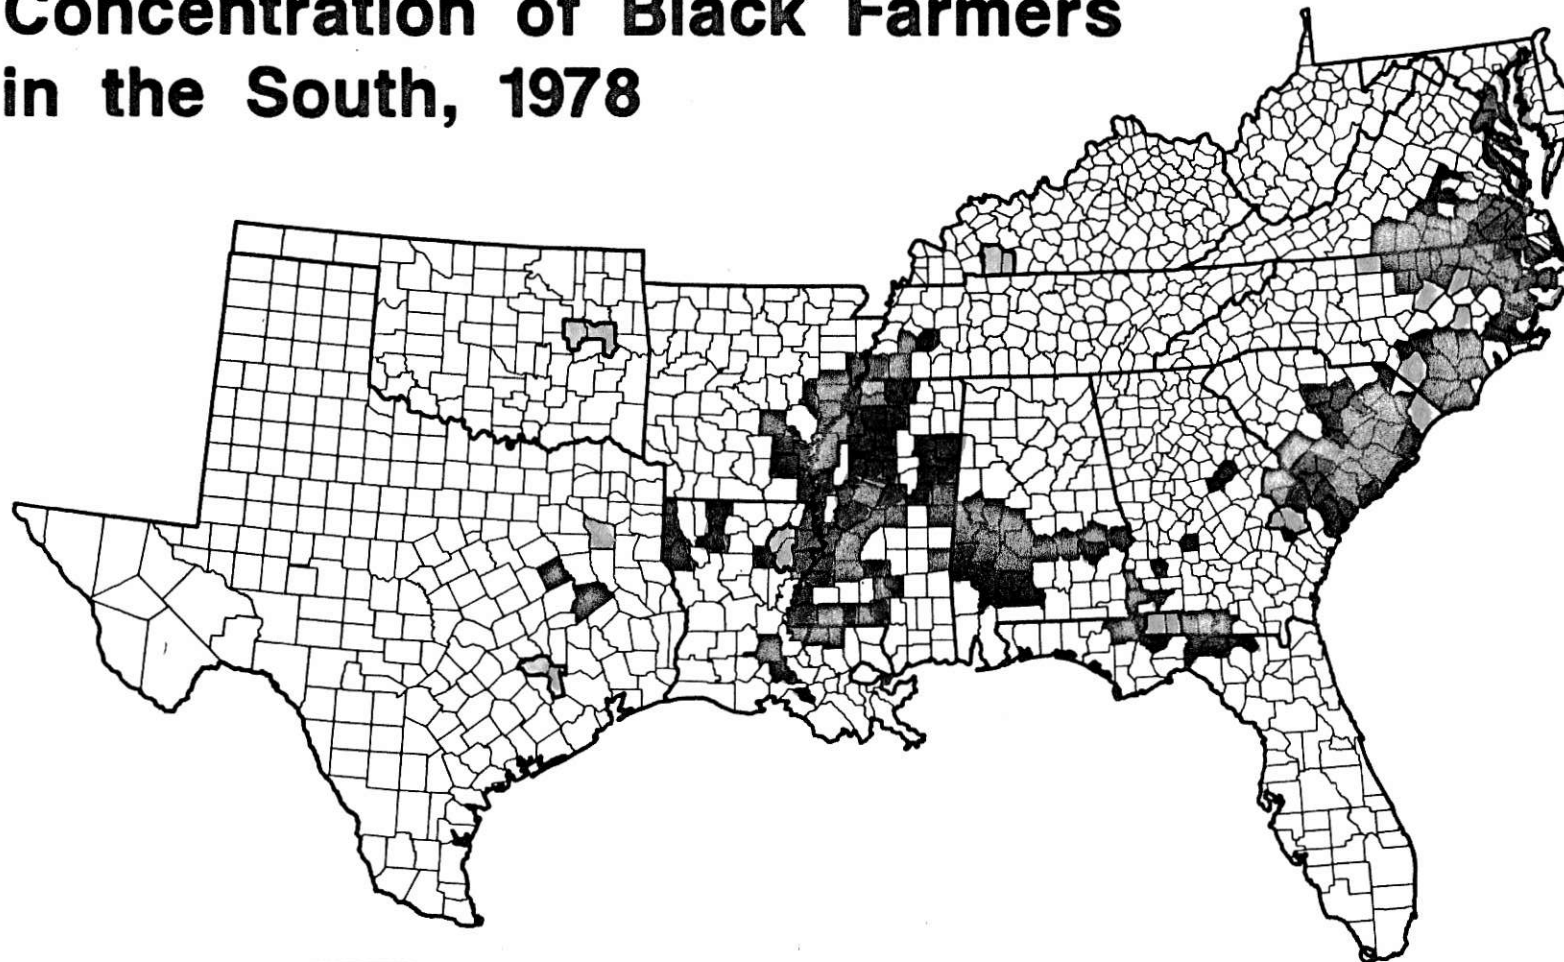 Concentration of Black Farmers
in the South, 1978